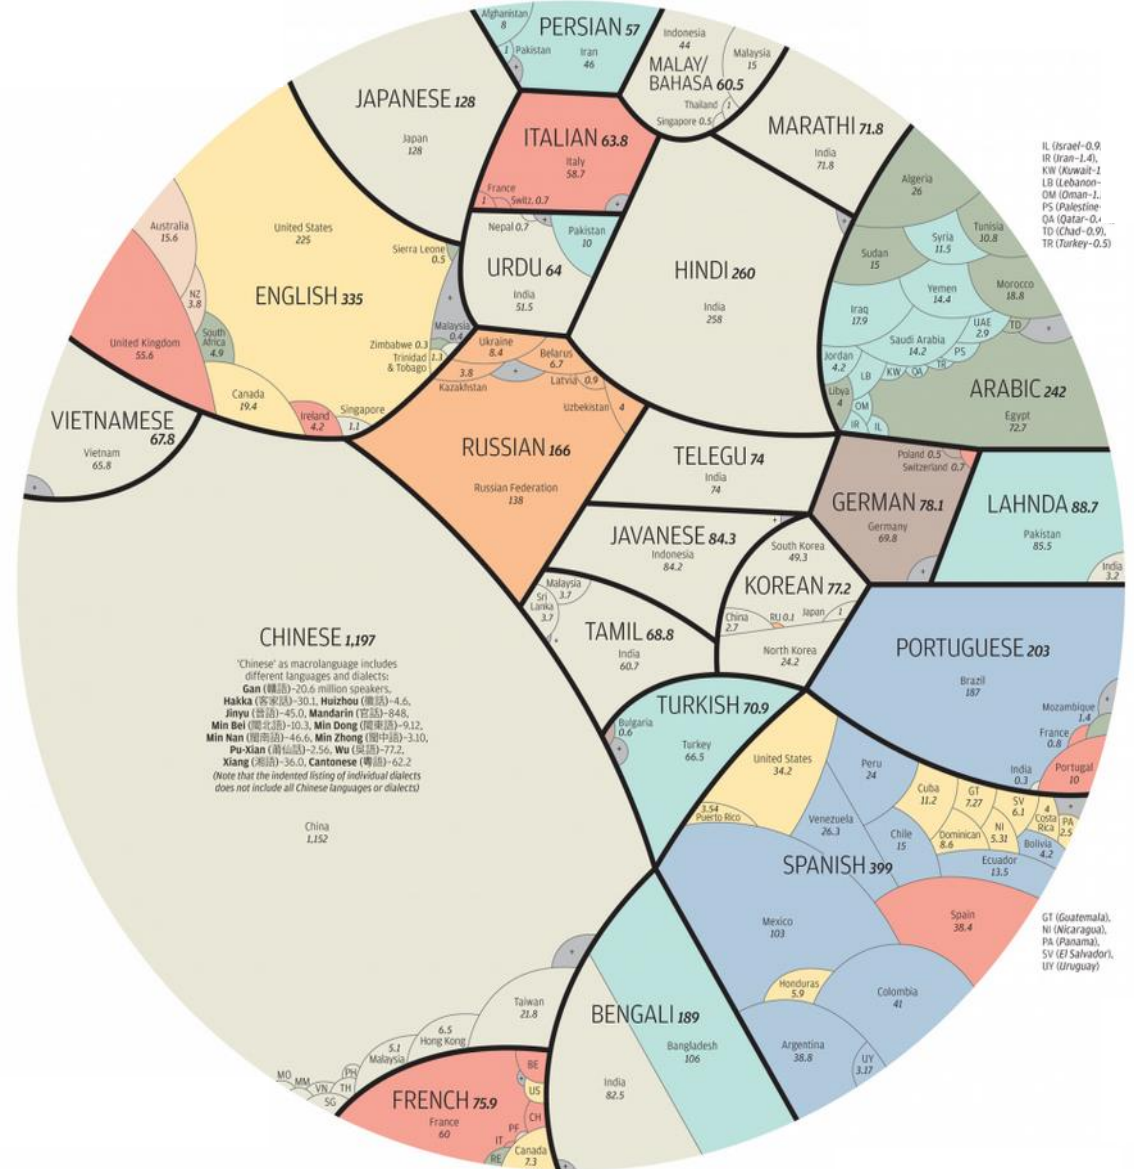 Afghanistan
8
1 Pakistan
PERSIAN 57
Iran
46
Indonesia
44
MALAY/
BAHASA 60.5
Malaysia
15
Thailand 1
Singapore 0.5
JAPANESE 128
Japan
128
ITALIAN 63.8
Italy
58.7
France
1
Switz. 0.7
MARATHI 71.8
India
71.8
IL (Israel-0.9
IR (Iran-1.4),
KW (Kuwait-1
LB (Lebanon-
OM (Oman-1.
PS (Palestine-
QA (Qatar-0.
TD (Chad-0.9),
TR (Turkey-0.5)
Algeria
26
Tunisia
10.8
Syria
11.5
Sudan
15
Yemen
14.4
Morocco
18.8
Iraq
17.9
UAE
2.9
TD
Saudi Arabia
14.2
PS
TR
Jordan
4.2
LB
KW
QA
Libya
4
OM
IR
IL
ARABIC 242
Egypt
72.7
Australia
15.6
United States
225
Sierra Leone
0.5
ENGLISH 335
NZ
3.8
South
Africa
4.9
United Kingdom
55.6
Malaysia
0.4
Zimbabwe 0.3
Trinidad
& Tobago
1.3
Canada
19.4
Ireland
4.2
Singapore
1.1
Nepal 0.7
Pakistan
10
URDU 64
India
51.5
HINDI 260
India
258
Ukraine
8.4
Belarus
6.7
3.8
Kazakhstan
Latvia 0.9
Uzbekistan 4
RUSSIAN 166
Russian Federation
138
VIETNAMESE
67.8
Vietnam
65.8
TELEGU 74
India
74
Poland 0.5
Switzerland 0.7
GERMAN 78.1
Germany
69.8
LAHNDA 88.7
Pakistan
85.5
India
3.2
JAVANESE 84.3
Indonesia
84.2
South Korea
49.3
KOREAN 77.2
China
2.7
RU 0.1
Japan 1
North Korea
24.2
Malaysia
3.7
Sri
Lanka
3.7
TAMIL 68.8
India
60.7
PORTUGUESE 203
Brazil
187
Mozambique
1.4
France
0.8
India
0.3
Portugal
10
CHINESE 1,197
'Chinese' as macrolanguage includes
different languages and dialects:
Gan (贛語)-20.6 million speakers,
Hakka (客家話)-30.1, Huizhou (徽話)-4.6,
Jinyu (晉語)-45.0, Mandarin (官話)-848,
Min Bei (閩北語)-10.3, Min Dong (閩東語)-9.12,
Min Nan (閩南語)-46.6, Min Zhong (閩中語)-3.10,
Pu-Xian (莆仙話)-2.56, Wu (吳語)-77.2,
Xiang (湘語)-36.0, Cantonese (粵語)-62.2
(Note that the indented listing of individual dialects
does not include all Chinese languages or dialects)
China
1,152
TURKISH 70.9
Bulgaria
0.6
Turkey
66.5
United States
34.2
3.54
Puerto Rico
Peru
24
Venezuela
26.3
Cuba
11.2
GT
7.27
SV
6.1
4
Costa
Rica
PA
2.5
Chile
15
Dominican
8.6
NI
5.31
Bolivia
4.2
Ecuador
13.5
SPANISH 399
Mexico
103
Spain
38.4
GT (Guatemala),
NI (Nicaragua),
PA (Panama),
SV (El Salvador),
UY (Uruguay)
Honduras
5.9
Colombia
41
Argentina
38.8
UY
3.17
BENGALI 189
Bangladesh
106
India
82.5
Taiwan
21.8
6.5
Hong Kong
5.1
Malaysia
MO
MM
VN
PH
TH
SG
FRENCH 75.9
France
60
BE
US
CH
PF
IT
RE
Canada
7.3